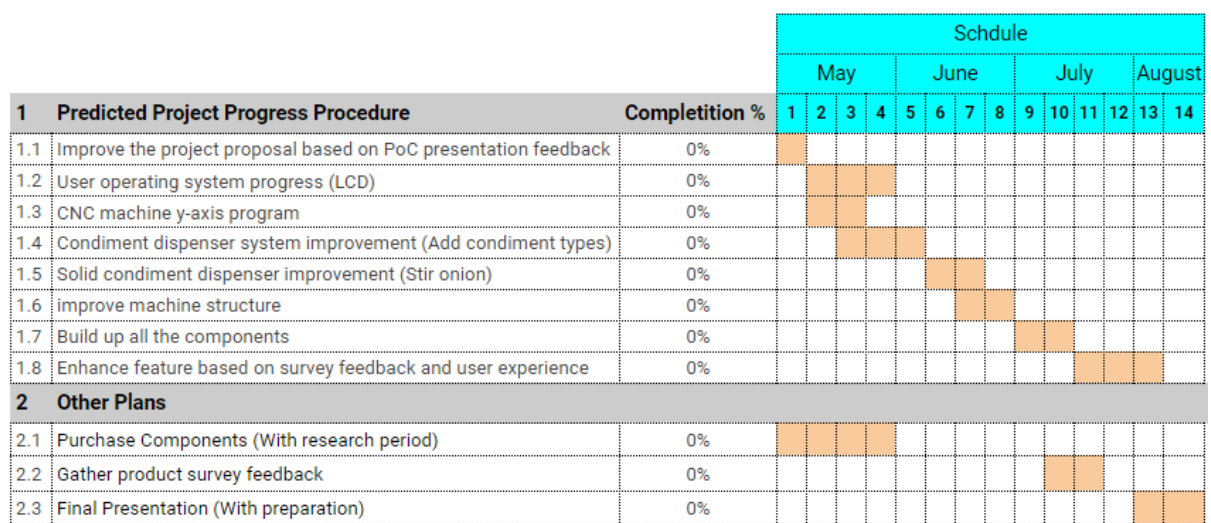 Schdule
May June July August
1 Predicted Project Progress Procedure Completition % 1 2 3 4 5 6 7 8 9 10 11 12 13 14
1.1 Improve the project proposal based on PoC presentation feedback 0%
1.2 User operating system progress (LCD) 0%
1.3 CNC machine y-axis program 0%
1.4 Condiment dispenser system improvement (Add condiment types) 0%
1.5 Solid condiment dispenser improvement (Stir onion) 0%
1.6 improve machine structure 0%
1.7 Build up all the components 0%
1.8 Enhance feature based on survey feedback and user experience 0%
2 Other Plans
2.1 Purchase Components (With research period) 0%
2.2 Gather product survey feedback 0%
2.3 Final Presentation (With preparation) 0%